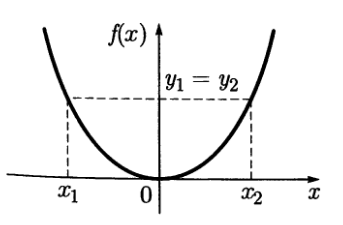 f(x)
y₁ = y₂
x₁ 0 x₂ x